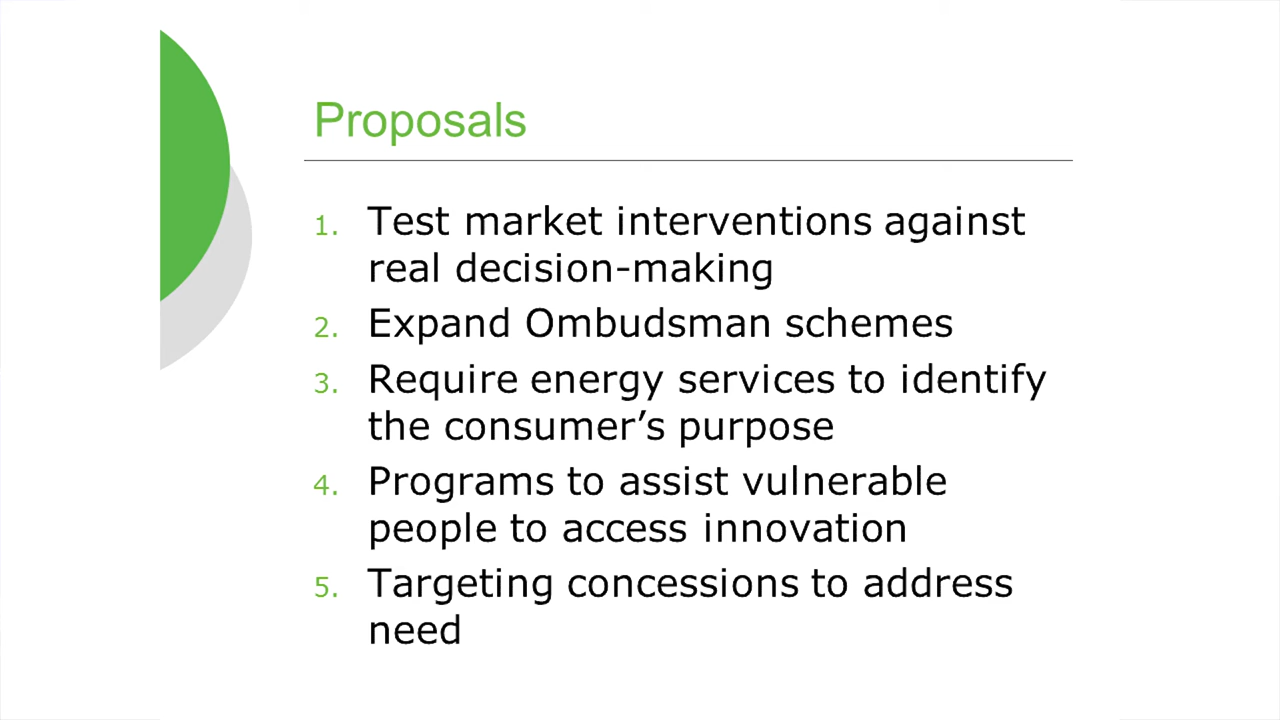 Proposals
1. Test market interventions against
real decision-making
2. Expand Ombudsman schemes
3. Require energy services to identify
the consumer’s purpose
4. Programs to assist vulnerable
people to access innovation
5. Targeting concessions to address
need